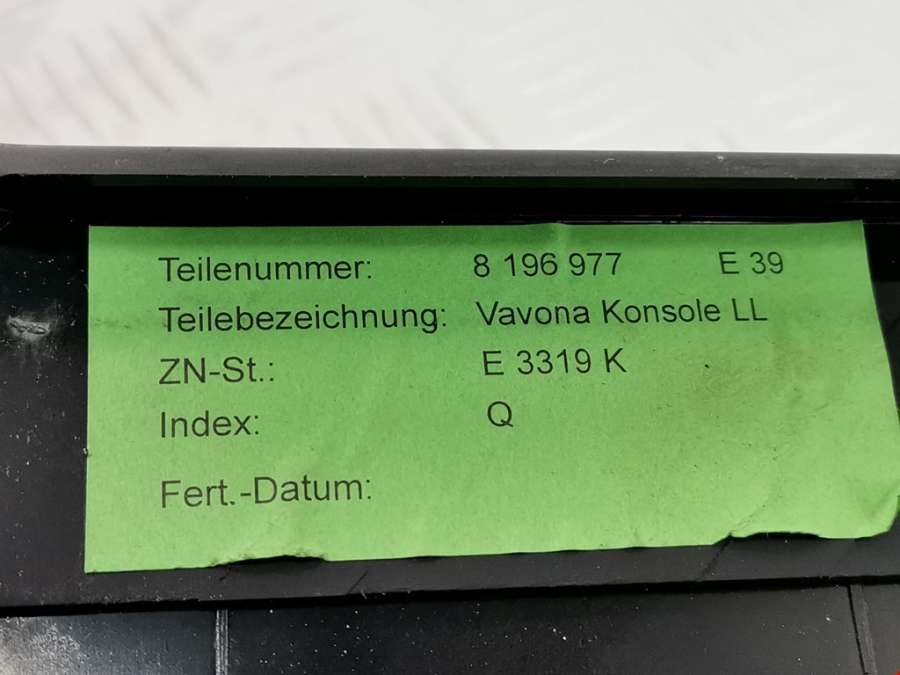 Teilenummer: 8 196 977 E 39
Teilebezeichnung: Vavona Konsole LL
ZN-St.: E 3319 K
Index: Q
Fert.-Datum: